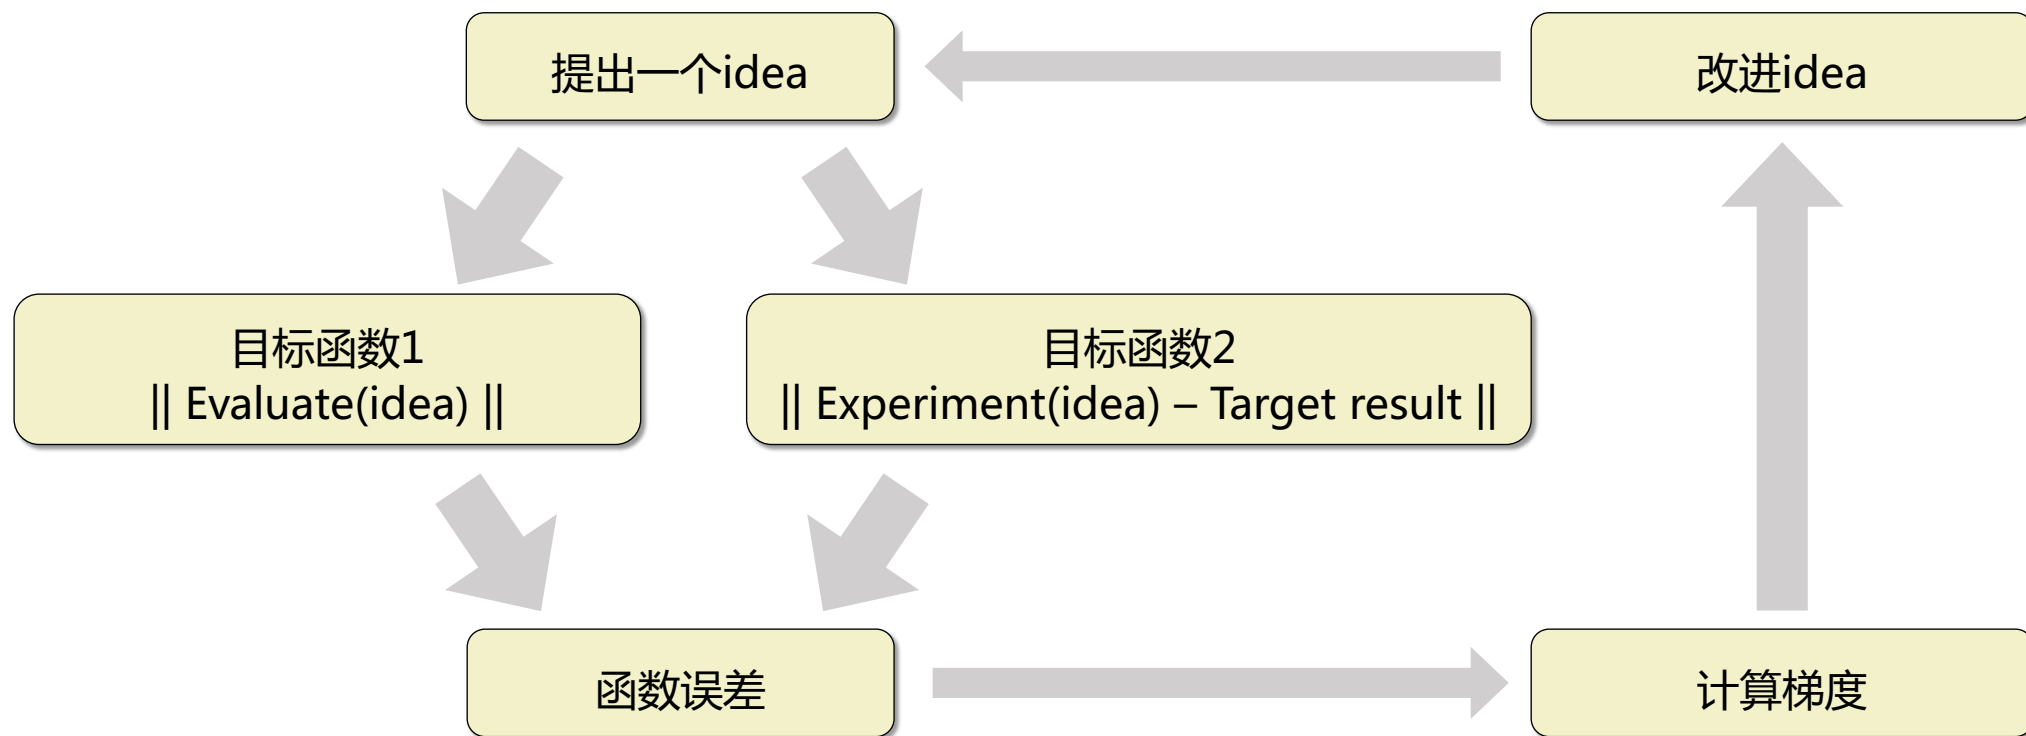 提出一个idea
改进idea
目标函数1
|| Evaluate(idea) ||
目标函数2
|| Experiment(idea) – Target result ||
函数误差
计算梯度